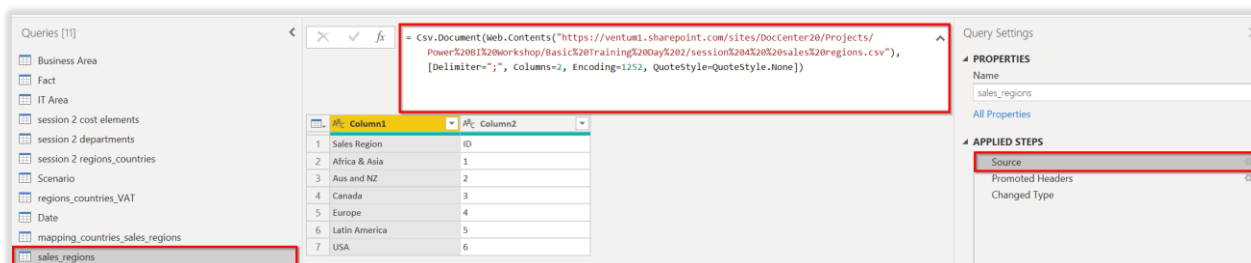 Queries [11]
Business Area
Fact
IT Area
session 2 cost elements
session 2 departments
session 2 regions_countries
Scenario
regions_countries_VAT
Date
mapping_countries_sales_regions
sales_regions
fx
= Csv.Document(Web.Contents("https://ventum1.sharepoint.com/sites/DocCenter20/Projects/
Power%20BI%20Workshop/Basic%20Training%20Day%202/session%204%20%20sales%20regions.csv"),
[Delimiter=";", Columns=2, Encoding=1252, QuoteStyle=QuoteStyle.None])
ABC Column1 ABC Column2
1 Sales Region ID
2 Africa & Asia 1
3 Aus and NZ 2
4 Canada 3
5 Europe 4
6 Latin America 5
7 USA 6
Query Settings
PROPERTIES
Name
sales_regions
All Properties
APPLIED STEPS
Source
Promoted Headers
Changed Type